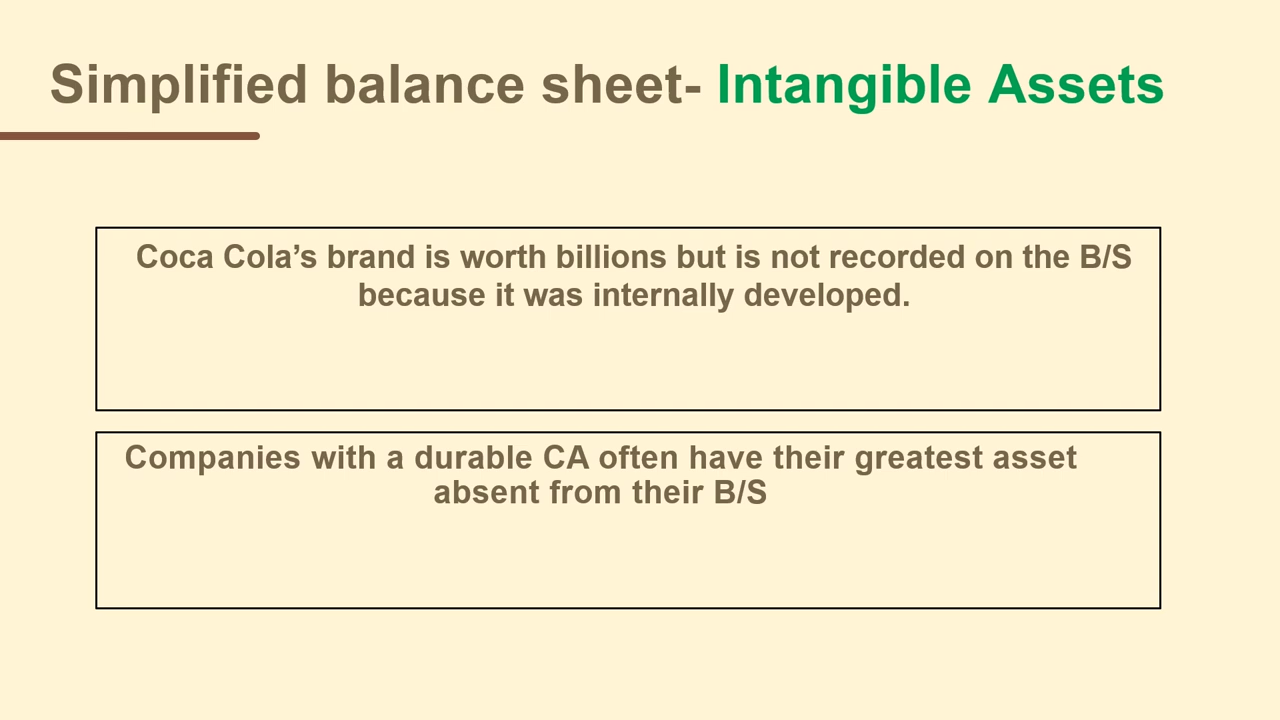 Simplified balance sheet- Intangible Assets
Coca Cola’s brand is worth billions but is not recorded on the B/S
because it was internally developed.
Companies with a durable CA often have their greatest asset
absent from their B/S